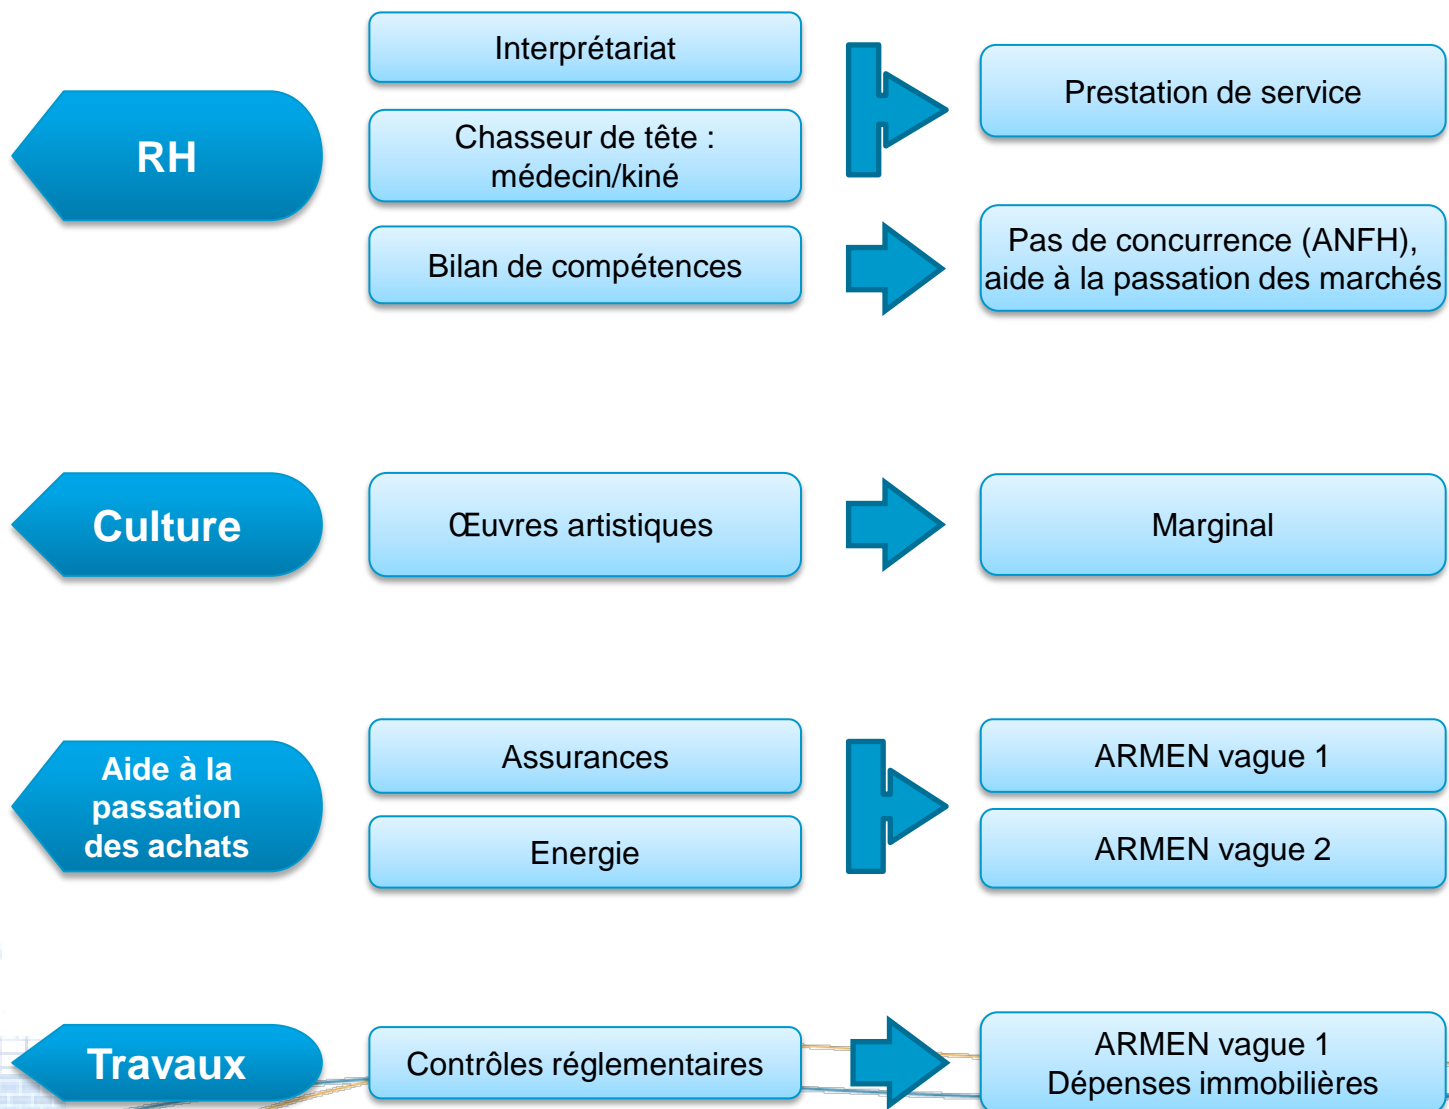 RH
Interprétariat
Chasseur de tête :
médecin/kiné
Prestation de service
Bilan de compétences
Pas de concurrence (ANFH),
aide à la passation des marchés
Culture
Œuvres artistiques
Marginal
Aide à la
passation
des achats
Assurances
Energie
ARMEN vague 1
ARMEN vague 2
Travaux
Contrôles réglementaires
ARMEN vague 1
Dépenses immobilières